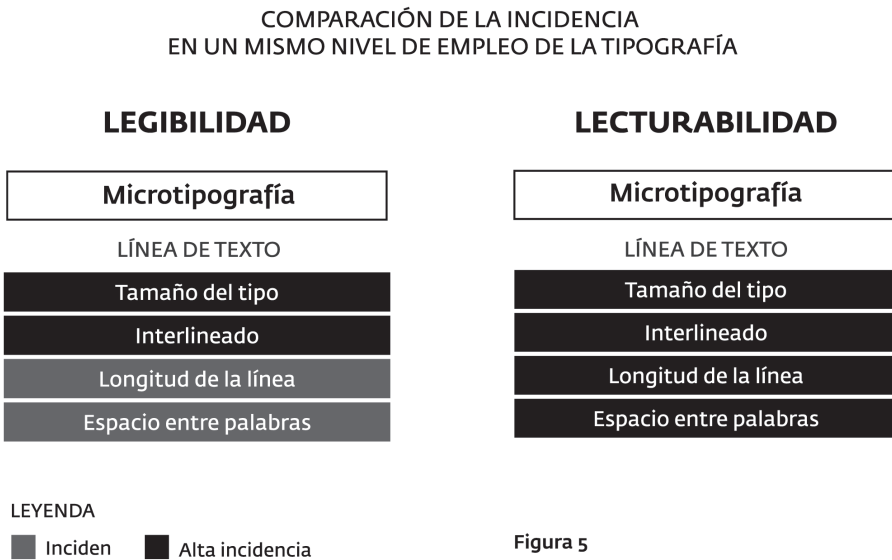 COMPARACIÓN DE LA INCIDENCIA
EN UN MISMO NIVEL DE EMPLEO DE LA TIPOGRAFÍA
LEGIBILIDAD
Microtipografía
LÍNEA DE TEXTO
Tamaño del tipo
Interlineado
Longitud de la línea
Espacio entre palabras
LECTURABILIDAD
Microtipografía
LÍNEA DE TEXTO
Tamaño del tipo
Interlineado
Longitud de la línea
Espacio entre palabras
LEYENDA
Inciden
Alta incidencia
Figura 5